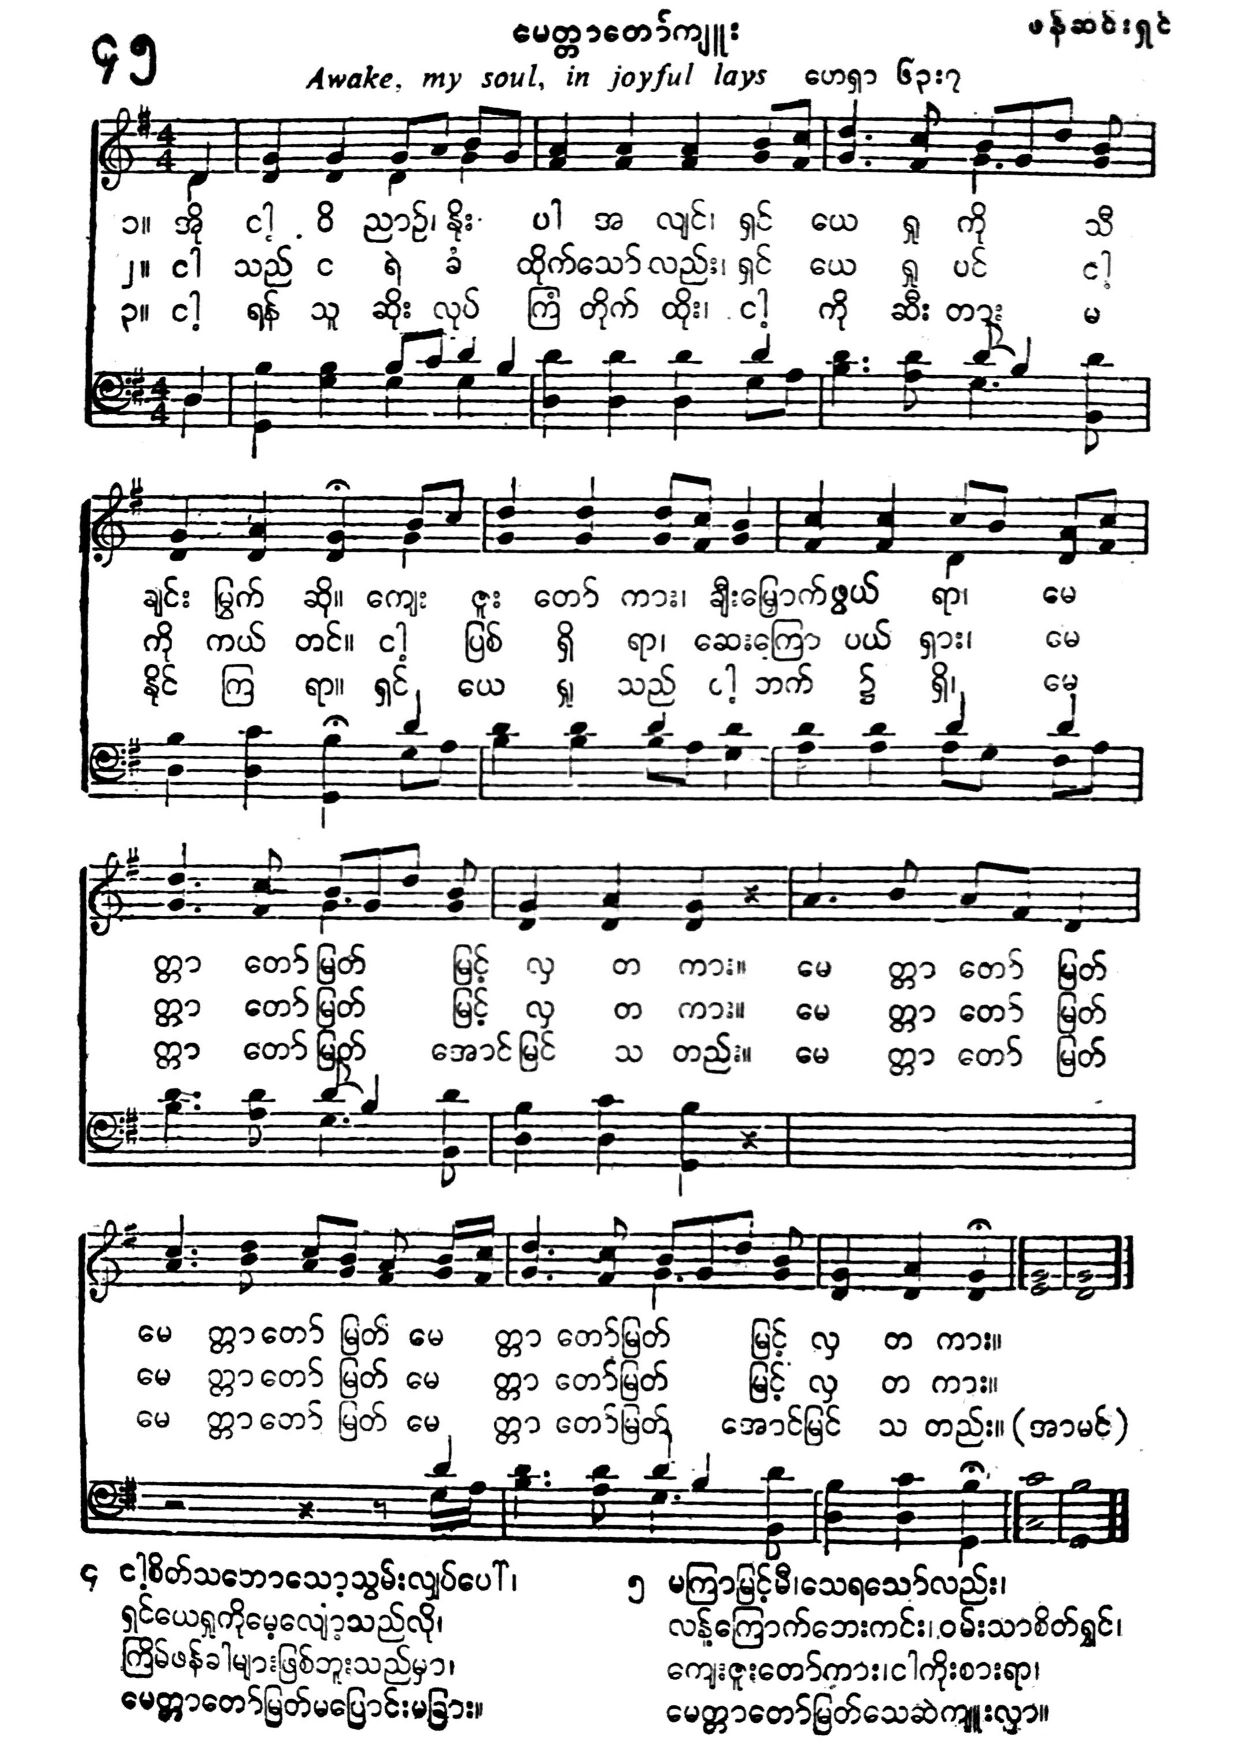 ၄၅
မေတ္တာတော်ကျူး
ဖန်ဆင်းရှင်
Awake, my soul, in joyful lays ဟေရှာ ၆၃း၇
၁။ အို ငါ့ ဝိ ညာဉ်၊ နိုး ပါ အ လျင်၊ ရှင် ယေ ရှု ကို သီ
၂။ ငါ သည် င ရဲ ခံ ထိုက်သော် လည်း၊ ရှင် ယေ ရှု ပင် ငါ့
၃။ ငါ့ ရန် သူ ဆိုး လုပ် ကြံ တိုက် ထိုး၊ ငါ့ ကို ဆီး တား မ
ချင်း မြွက် ဆို။ ကျေး ဇူး တော် ကား၊ ချီးမြှောက်ဖွယ် ရာ၊ မေ
ကို ကယ် တင်။ ငါ့ ပြစ် ရှိ ရာ၊ ဆေးကြော ပယ် ရှား၊ မေ
နိုင် ကြ ရာ။ ရှင် ယေ ရှု သည် ငါ့ ဘက် ၌ ရှိ၊ မေ
တ္တာ တော် မြတ် မြင့် လှ တ ကား။ မေ တ္တာ တော် မြတ်
တ္တာ တော် မြတ် မြင့် လှ တ ကား။ မေ တ္တာ တော် မြတ်
တ္တာ တော် မြတ် အောင် မြင် သ တည်း။ မေ တ္တာ တော် မြတ်
မေ တ္တာ တော် မြတ် မေ တ္တာ တော် မြတ် မြင့် လှ တ ကား။
မေ တ္တာ တော် မြတ် မေ တ္တာ တော် မြတ် မြင့် လှ တ ကား။
မေ တ္တာ တော် မြတ် မေ တ္တာ တော် မြတ် အောင်မြင် သ တည်း။ (အာမင်)
၄ ငါ့စိတ်သဘောသော့သွမ်းလျှပ်ပေါ်၊
ရှင်ယေရှုကိုမေ့လျော့သည်လို၊
ကြိမ်ဖန်ခါများဖြစ်ဘူးသည်မှာ၊
မေတ္တာတော်မြတ်မပြောင်းမခြား။
၅ မကြာမြင့်မီ၊သေရသော်လည်း၊
လန့်ကြောက်ဘေးကင်း၊ဝမ်းသာစိတ်ရွှင်၊
ကျေးဇူးတော်ကား၊ငါကိုးစားရာ၊
မေတ္တာတော်မြတ်သေဆဲကျူးလှာ။